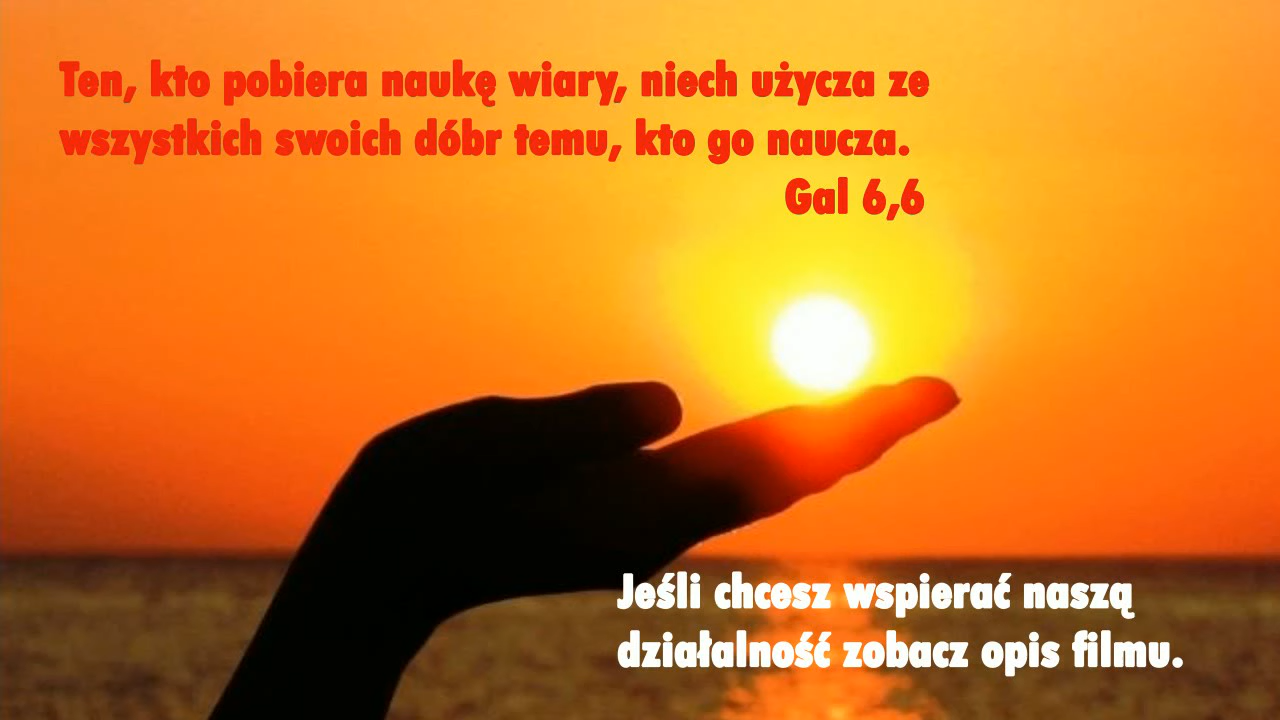 Ten, kto pobiera naukę wiary, niech użycza ze
wszystkich swoich dóbr temu, kto go naucza.
Gal 6,6
Jeśli chcesz wspierać naszą
działalność zobacz opis filmu.